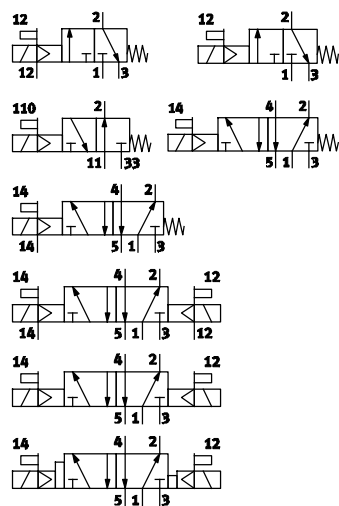 12 2 12 2
12 1 3 1 3
110 2 14 4 2
11 33 5 1 3
14 4 2
14 5 1 3
14 4 2 12
14 5 1 3 12
14 4 2 12
5 1 3
14 4 2 12
5 1 3